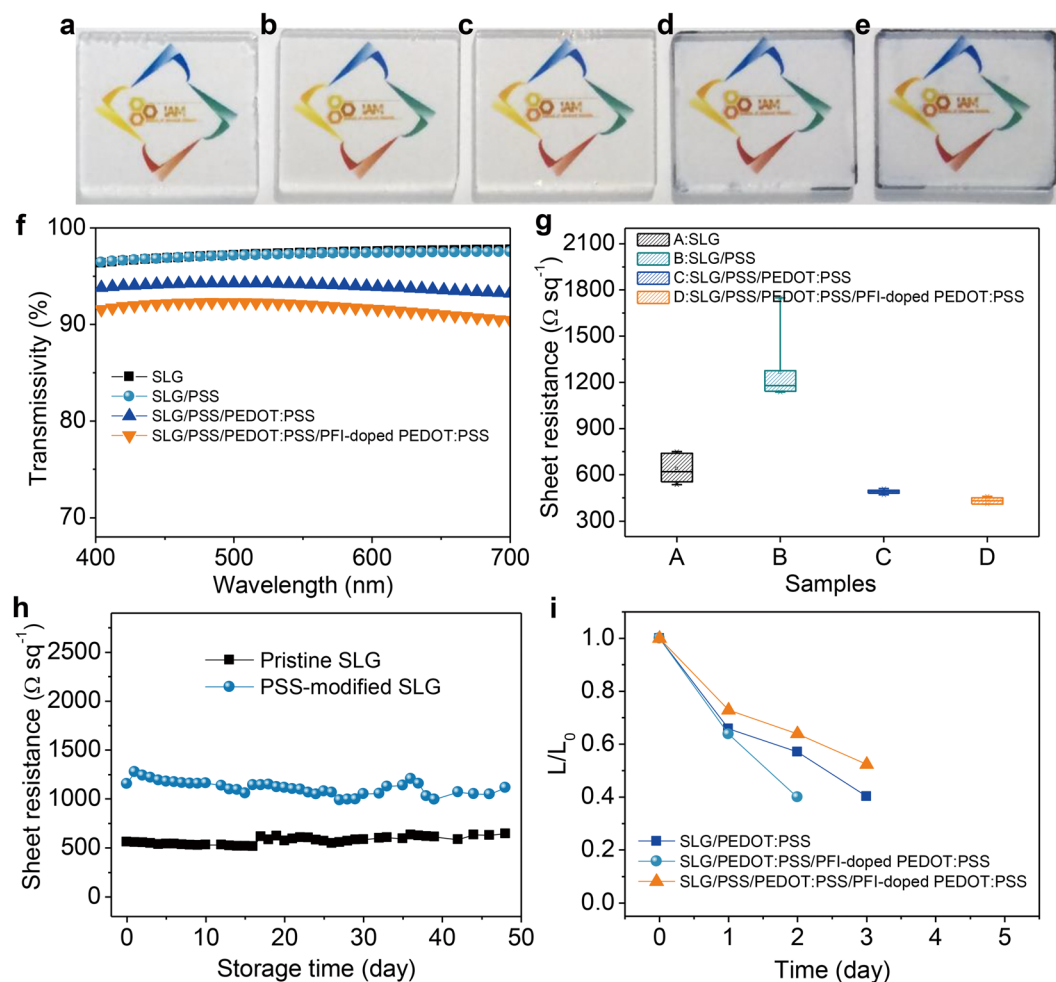 a b c d e
IAM
IAM
IAM
IAM
IAM
f
100
90
80
70
Transmissivity (%)
SLG
SLG/PSS
SLG/PSS/PEDOT:PSS
SLG/PSS/PEDOT:PSS/PFI-doped PEDOT:PSS
400 500 600 700
Wavelength (nm)
g
2100
1800
1500
1200
900
600
300
Sheet resistance (Ω sq⁻¹)
A:SLG
B:SLG/PSS
C:SLG/PSS/PEDOT:PSS
D:SLG/PSS/PEDOT:PSS/PFI-doped PEDOT:PSS
A B C D
Samples
h
2500
2000
1500
1000
500
0
Sheet resistance (Ω sq⁻¹)
Pristine SLG
PSS-modified SLG
0 10 20 30 40 50
Storage time (day)
i
1.0
0.8
0.6
0.4
0.2
0.0
L/L₀
SLG/PEDOT:PSS
SLG/PEDOT:PSS/PFI-doped PEDOT:PSS
SLG/PSS/PEDOT:PSS/PFI-doped PEDOT:PSS
0 1 2 3 4 5
Time (day)